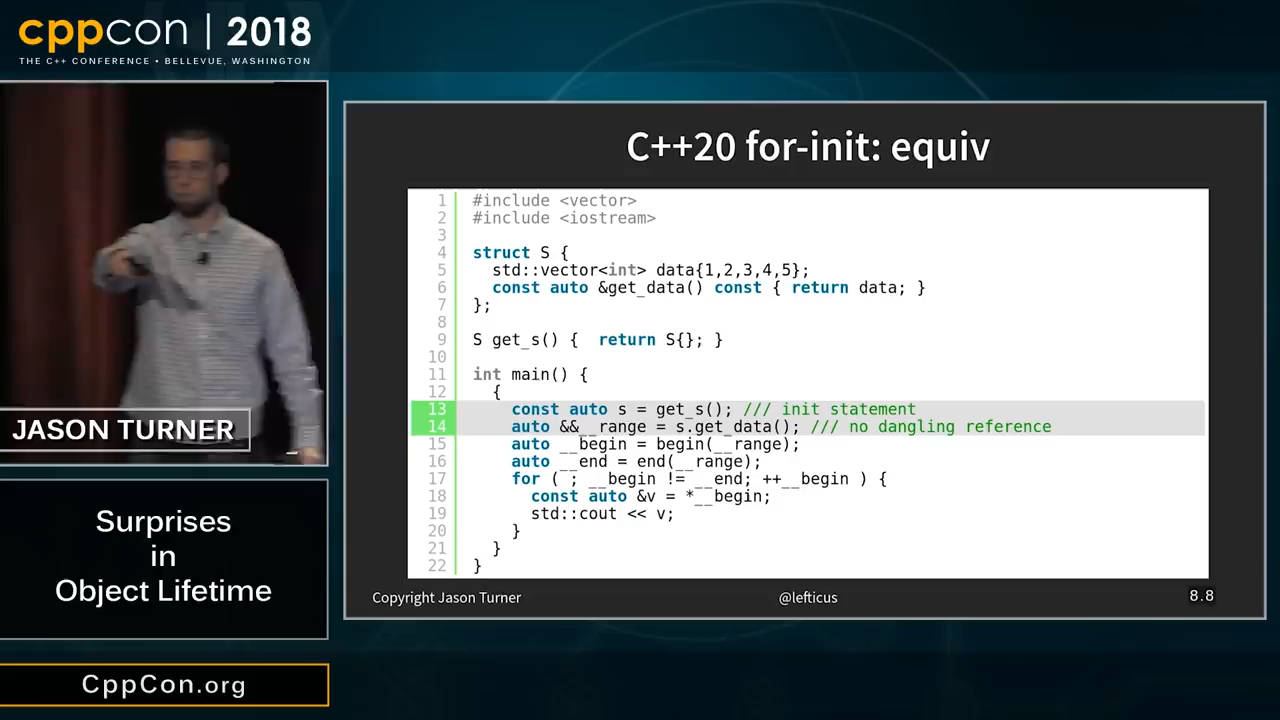 cppcon | 2018
THE C++ CONFERENCE • BELLEVUE, WASHINGTON
JASON TURNER
Surprises
in
Object Lifetime
CppCon.org
C++20 for-init: equiv
1 #include <vector>
2 #include <iostream>
3
4 struct S {
5   std::vector<int> data{1,2,3,4,5};
6   const auto &get_data() const { return data; }
7 };
8
9 S get_s() {  return S{}; }
10
11 int main() {
12   {
13     const auto s = get_s(); /// init statement
14     auto &&__range = s.get_data(); /// no dangling reference
15     auto __begin = begin(__range);
16     auto __end = end(__range);
17     for ( ; __begin != __end; ++__begin ) {
18       const auto &v = *__begin;
19       std::cout << v;
20     }
21   }
22 }
Copyright Jason Turner
@lefticus
8.8